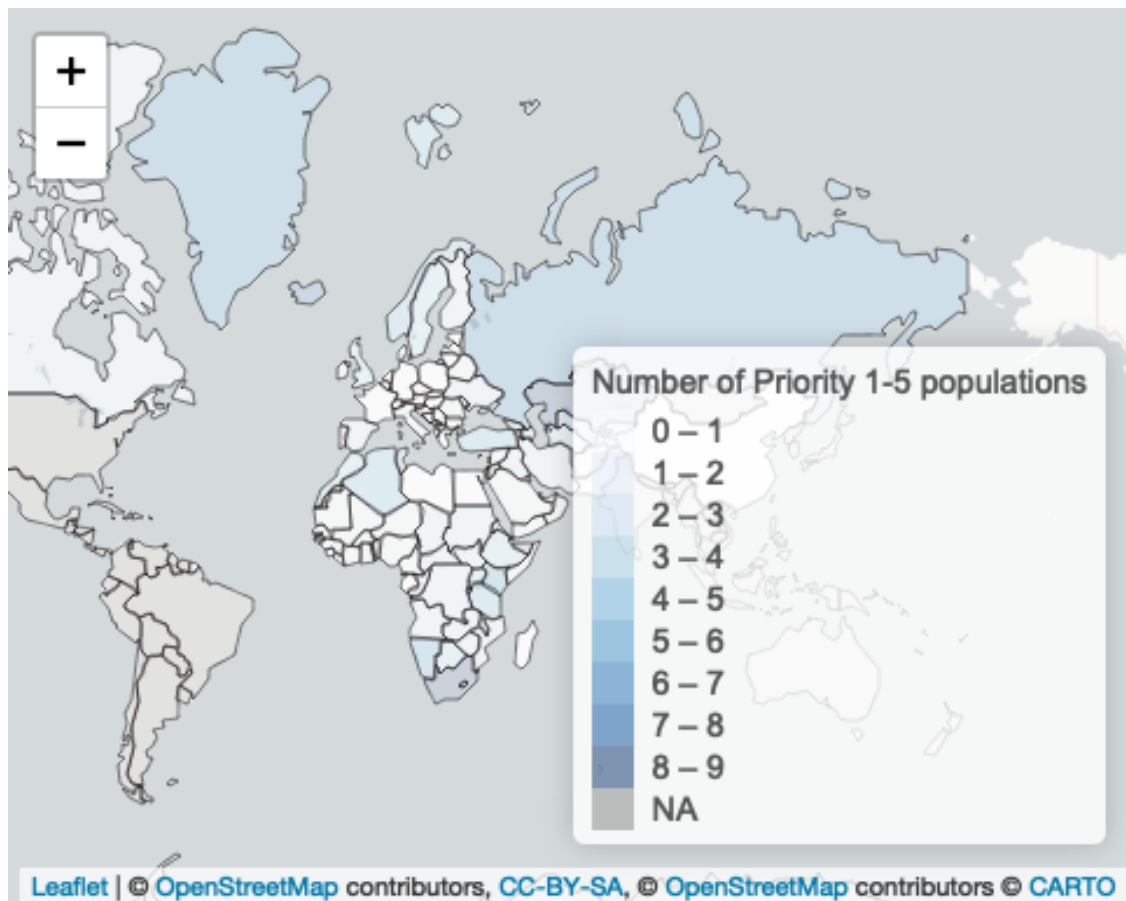 +
−
Number of Priority 1-5 populations
0 – 1
1 – 2
2 – 3
3 – 4
4 – 5
5 – 6
6 – 7
7 – 8
8 – 9
NA
Leaflet | © OpenStreetMap contributors, CC-BY-SA, © OpenStreetMap contributors © CARTO